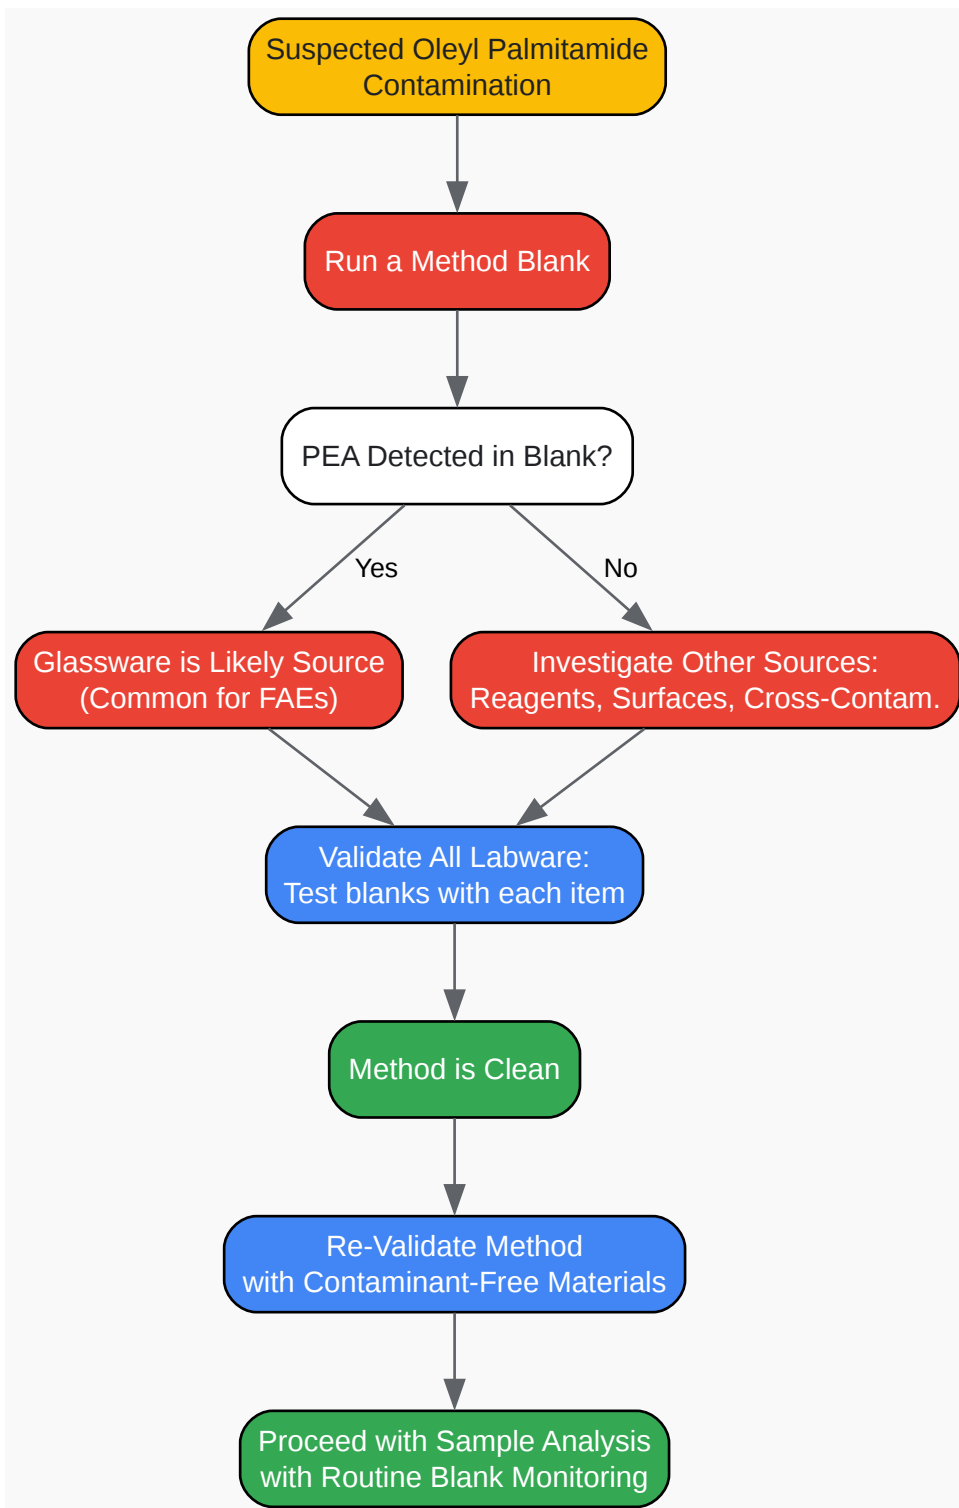 Suspected Oleyl Palmitamide
Contamination
Run a Method Blank
PEA Detected in Blank?
Yes
No
Glassware is Likely Source
(Common for FAEs)
Investigate Other Sources:
Reagents, Surfaces, Cross-Contam.
Validate All Labware:
Test blanks with each item
Method is Clean
Re-Validate Method
with Contaminant-Free Materials
Proceed with Sample Analysis
with Routine Blank Monitoring